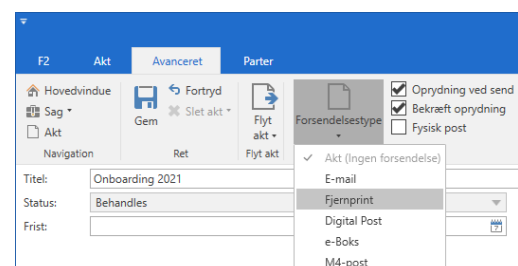 F2 Akt Avanceret Parter
Hovedvindue
Sag
Akt
Navigation
Gem
Fortryd
Slet akt
Ret
Flyt
akt
Flyt akt
Forsendelsestype
Oprydning ved send
Bekræft oprydning
Fysisk post
Akt (Ingen forsendelse)
E-mail
Fjernprint
Digital Post
e-Boks
M4-post
Titel: Onboarding 2021
Status: Behandles
Frist: